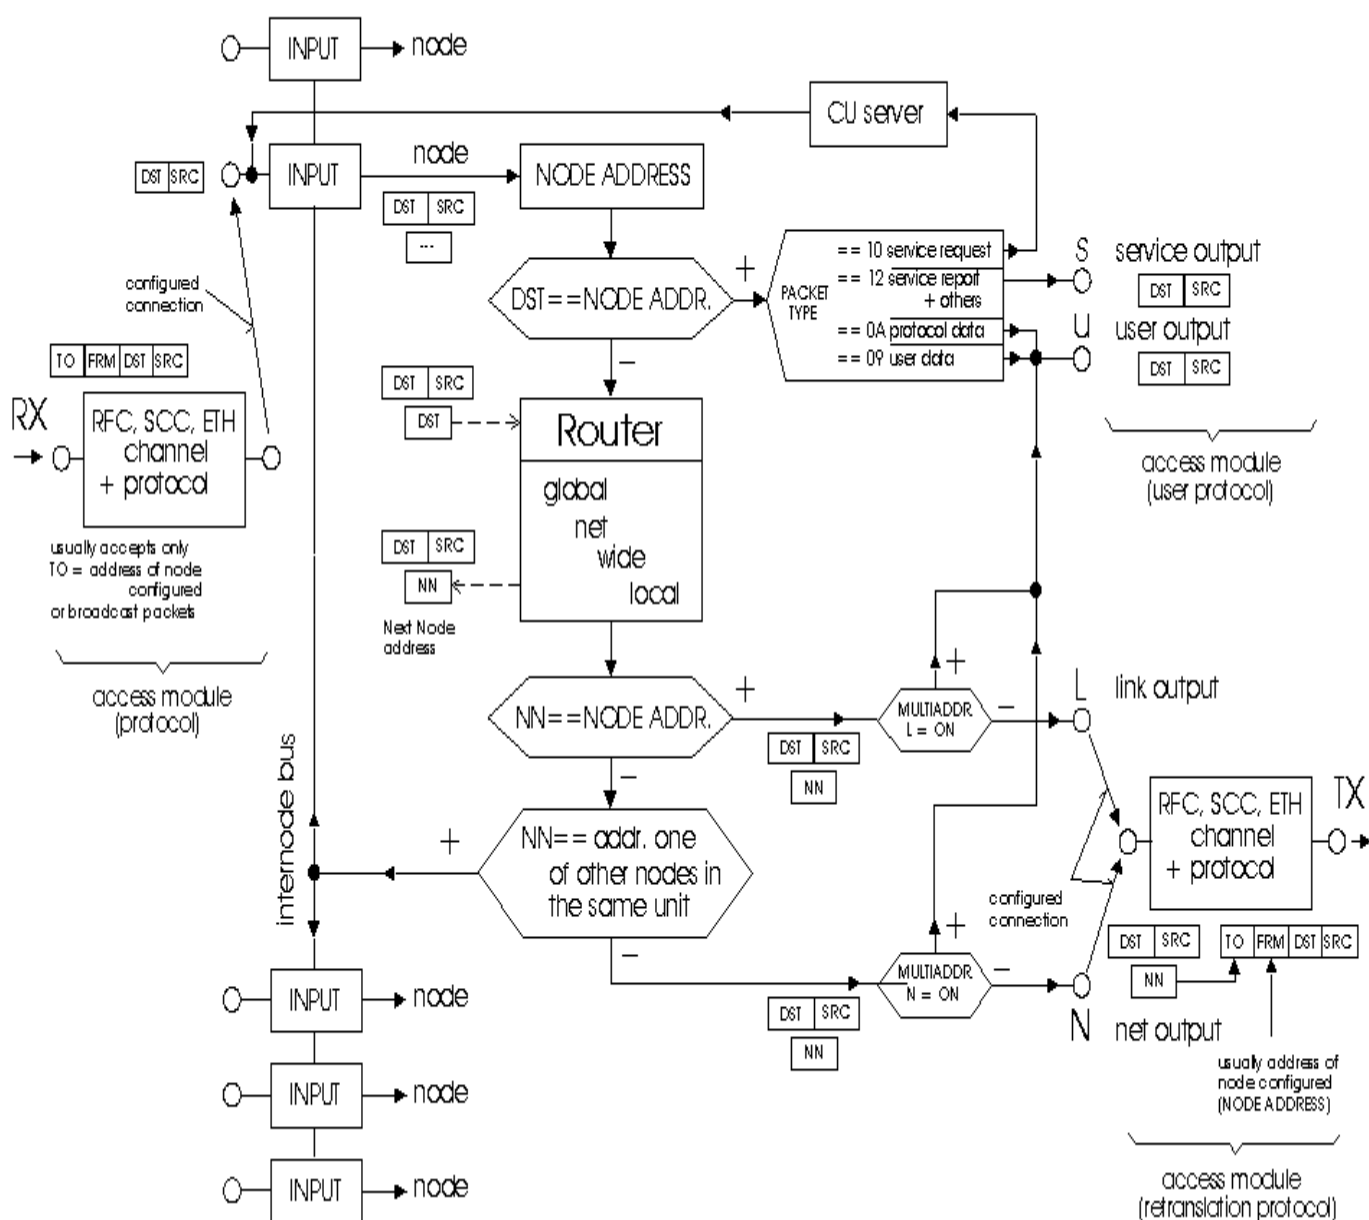 INPUT
node
CU server
DST SRC
INPUT
node
NODE ADDRESS
DST SRC
...
configured
connection
DST==NODE ADDR.
+
−
PACKET
TYPE
== 10 service request
== 12 service report
+ others
== 0A protocol data
== 09 user data
S service output
DST SRC
U user output
DST SRC
access module
(user protocol)
TO FRM DST SRC
RX
RFC, SCC, ETH
channel
+ protocol
usually accepts only
TO = address of node
configured
or broadcast packets
access module
(protocol)
DST SRC
DST
Router
global
net
wide
local
DST SRC
NN
Next Node
address
NN==NODE ADDR.
+
−
DST SRC
NN
MULTIADDR.
L = ON
+
−
L link output
internode bus
NN== addr. one
of other nodes in
the same unit
+
−
DST SRC
NN
MULTIADDR.
N = ON
+
−
N net output
configured
connection
RFC, SCC, ETH
channel
+ protocol
TX
DST SRC
NN
TO FRM DST SRC
usually address of
node configured
(NODE ADDRESS)
access module
(retranslation protocol)
INPUT
node
INPUT
node
INPUT
node